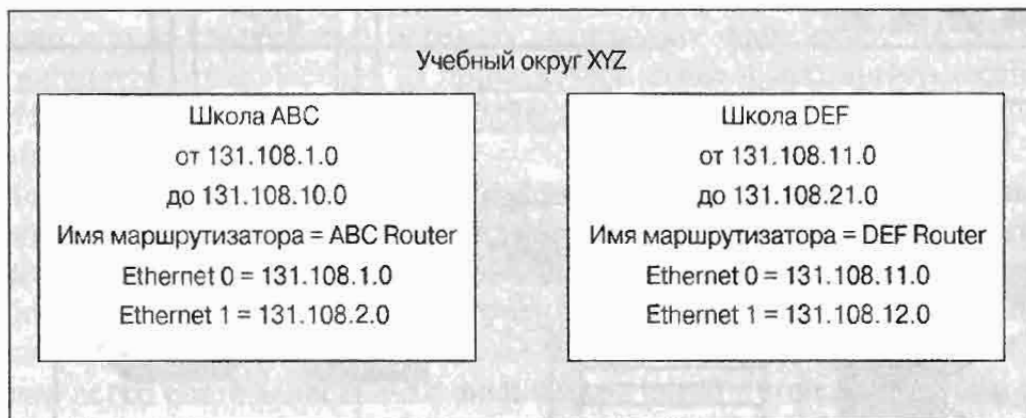 Учебный округ XYZ
Школа ABC
от 131.108.1.0
до 131.108.10.0
Имя маршрутизатора = ABC Router
Ethernet 0 = 131.108.1.0
Ethernet 1 = 131.108.2.0
Школа DEF
от 131.108.11.0
до 131.108.21.0
Имя маршрутизатора = DEF Router
Ethernet 0 = 131.108.11.0
Ethernet 1 = 131.108.12.0